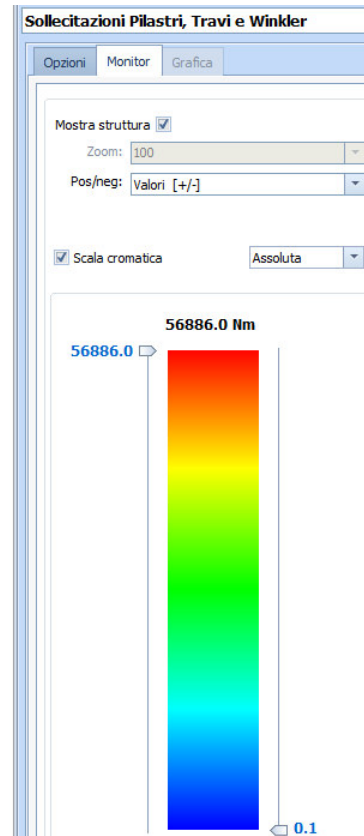 Sollecitazioni Pilastri, Travi e Winkler
Opzioni Monitor Grafica
Mostra struttura
Zoom: 100
Pos/neg: Valori [+/-]
Scala cromatica Assoluta
56886.0 Nm
56886.0
0.1